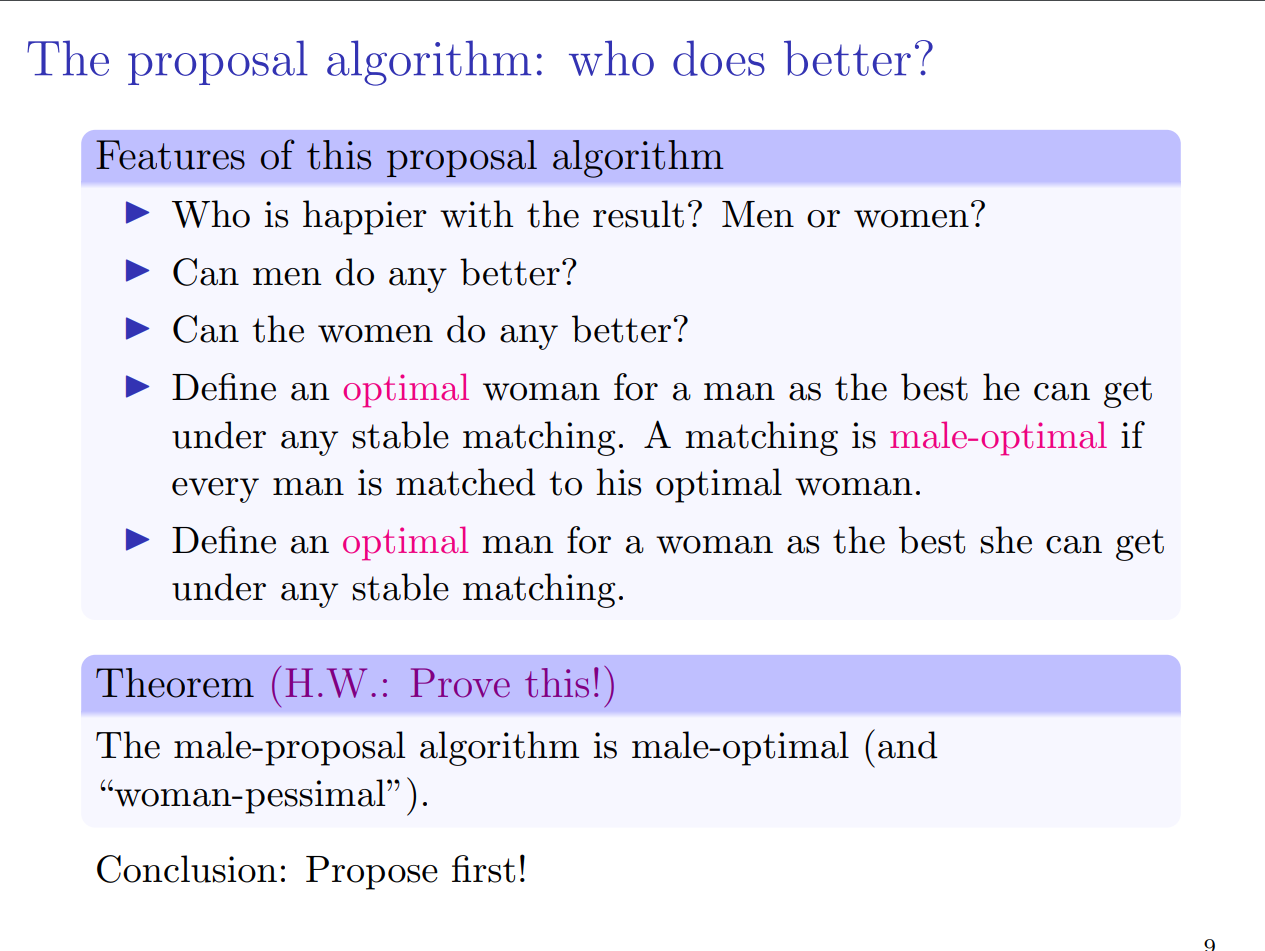 The proposal algorithm: who does better?
Features of this proposal algorithm
▶ Who is happier with the result? Men or women?
▶ Can men do any better?
▶ Can the women do any better?
▶ Define an optimal woman for a man as the best he can get
under any stable matching. A matching is male-optimal if
every man is matched to his optimal woman.
▶ Define an optimal man for a woman as the best she can get
under any stable matching.
Theorem (H.W.: Prove this!)
The male-proposal algorithm is male-optimal (and
“woman-pessimal”).
Conclusion: Propose first!
9